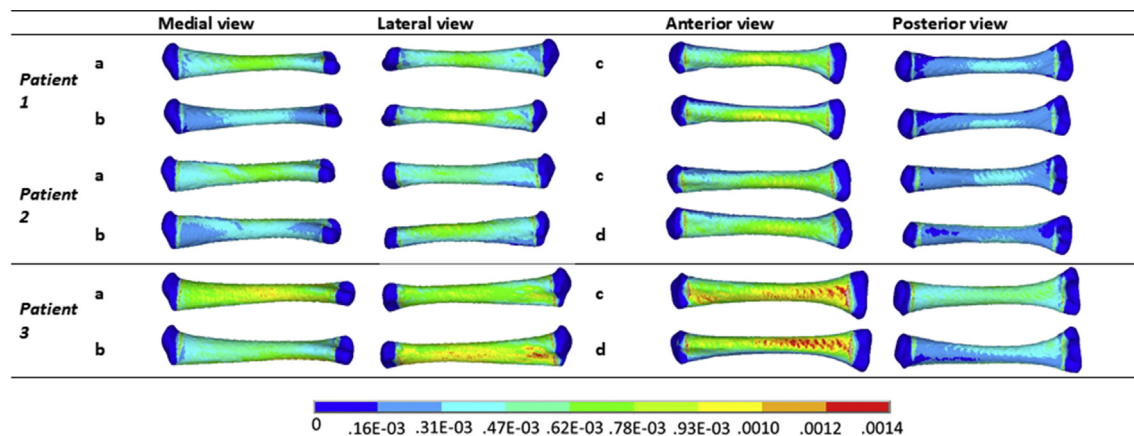 Medial view Lateral view Anterior view Posterior view
Patient 1
a c
b d
Patient 2
a c
b d
Patient 3
a c
b d
0 .16E-03 .31E-03 .47E-03 .62E-03 .78E-03 .93E-03 .0010 .0012 .0014